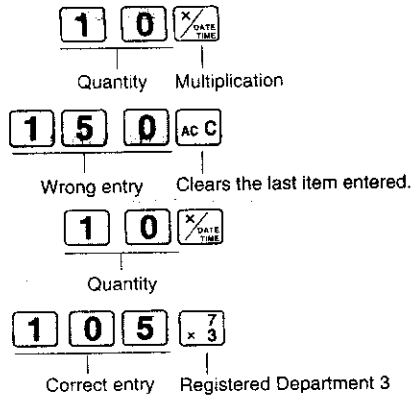 1 0 ×/DATE TIME
Quantity Multiplication
1 5 0 AC C
Wrong entry Clears the last item entered.
1 0 ×/DATE TIME
Quantity
1 0 5 × 7 3
Correct entry Registered Department 3